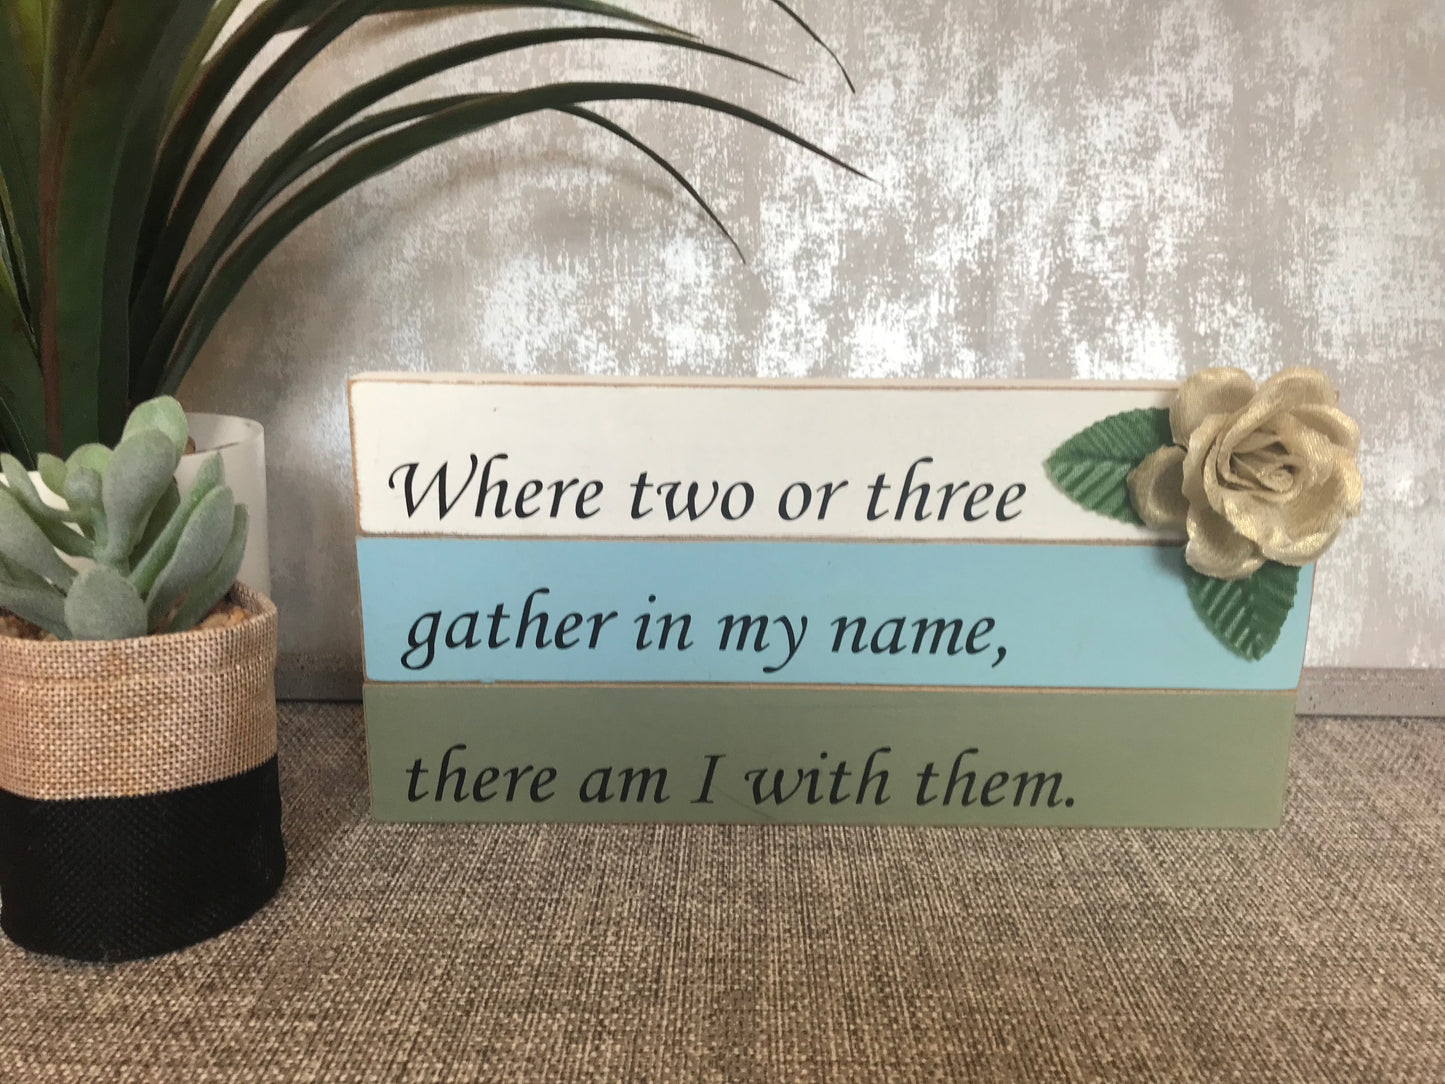 Where two or three
gather in my name,
there am I with them.